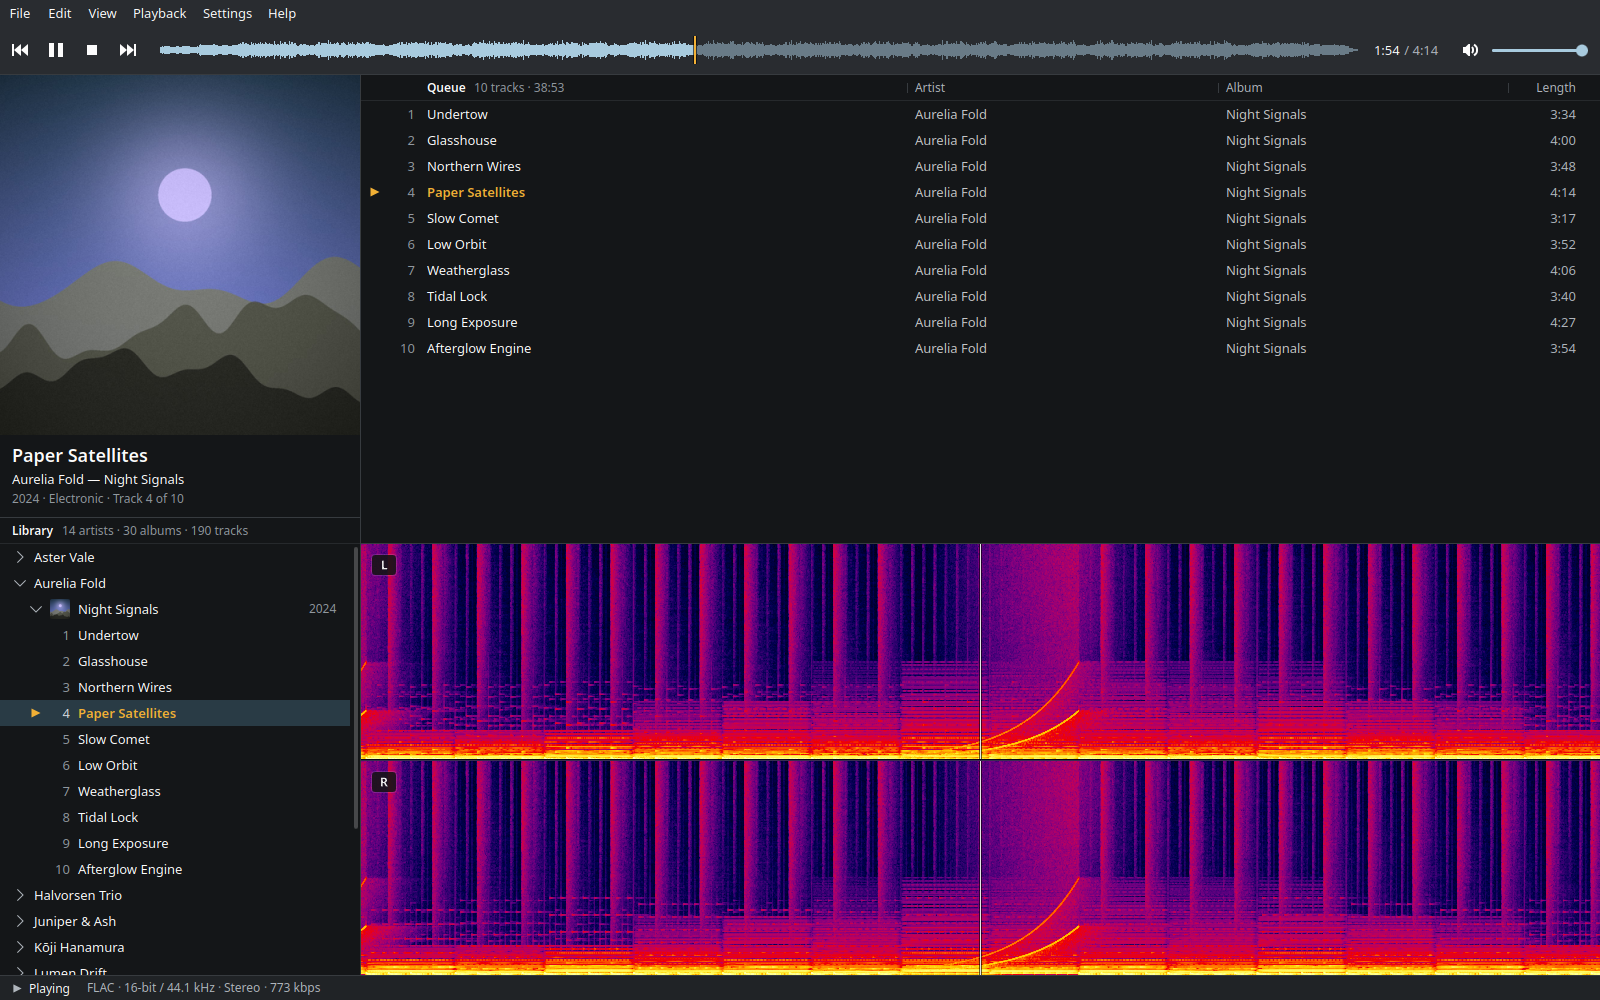 File Edit View Playback Settings Help
1:54 / 4:14
Queue 10 tracks · 38:53 Artist Album Length
1 Undertow Aurelia Fold Night Signals 3:34
2 Glasshouse Aurelia Fold Night Signals 4:00
3 Northern Wires Aurelia Fold Night Signals 3:48
4 Paper Satellites Aurelia Fold Night Signals 4:14
5 Slow Comet Aurelia Fold Night Signals 3:17
6 Low Orbit Aurelia Fold Night Signals 3:52
7 Weatherglass Aurelia Fold Night Signals 4:06
8 Tidal Lock Aurelia Fold Night Signals 3:40
9 Long Exposure Aurelia Fold Night Signals 4:27
10 Afterglow Engine Aurelia Fold Night Signals 3:54
Paper Satellites
Aurelia Fold — Night Signals
2024 · Electronic · Track 4 of 10
Library 14 artists · 30 albums · 190 tracks
Aster Vale
Aurelia Fold
Night Signals 2024
1 Undertow
2 Glasshouse
3 Northern Wires
4 Paper Satellites
5 Slow Comet
6 Low Orbit
7 Weatherglass
8 Tidal Lock
9 Long Exposure
10 Afterglow Engine
Halvorsen Trio
Juniper & Ash
Kōji Hanamura
Lumen Drift
L
R
Playing FLAC · 16-bit / 44.1 kHz · Stereo · 773 kbps